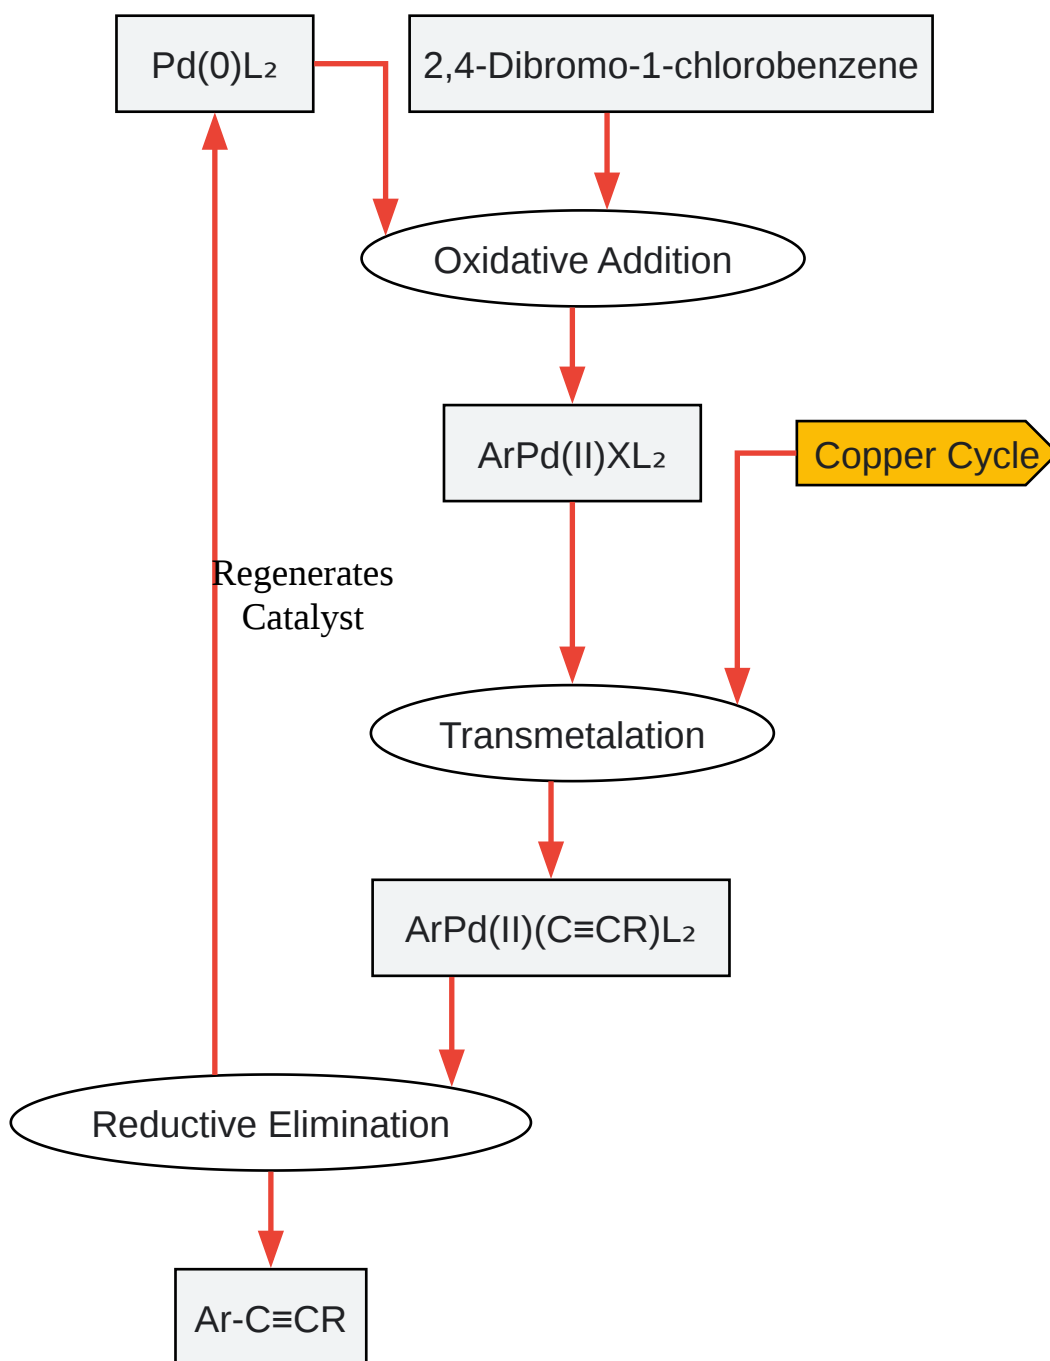 Pd(0)L₂
2,4-Dibromo-1-chlorobenzene
Oxidative Addition
ArPd(II)XL₂
Copper Cycle
Regenerates
Catalyst
Transmetalation
ArPd(II)(C≡CR)L₂
Reductive Elimination
Ar-C≡CR